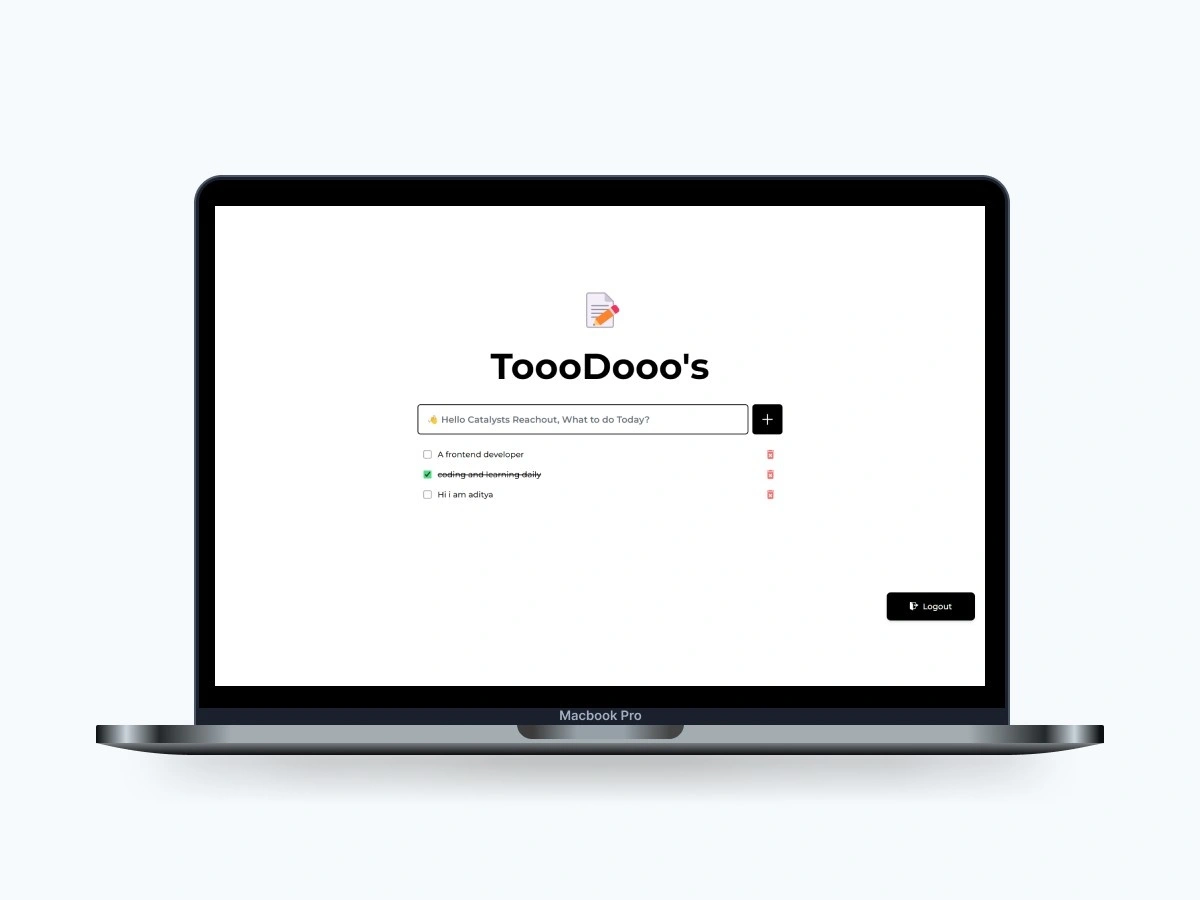 ToooDooo's
👋 Hello Catalysts Reachout, What to do Today?
A frontend developer
coding and learning daily
Hi i am aditya
Logout
Macbook Pro